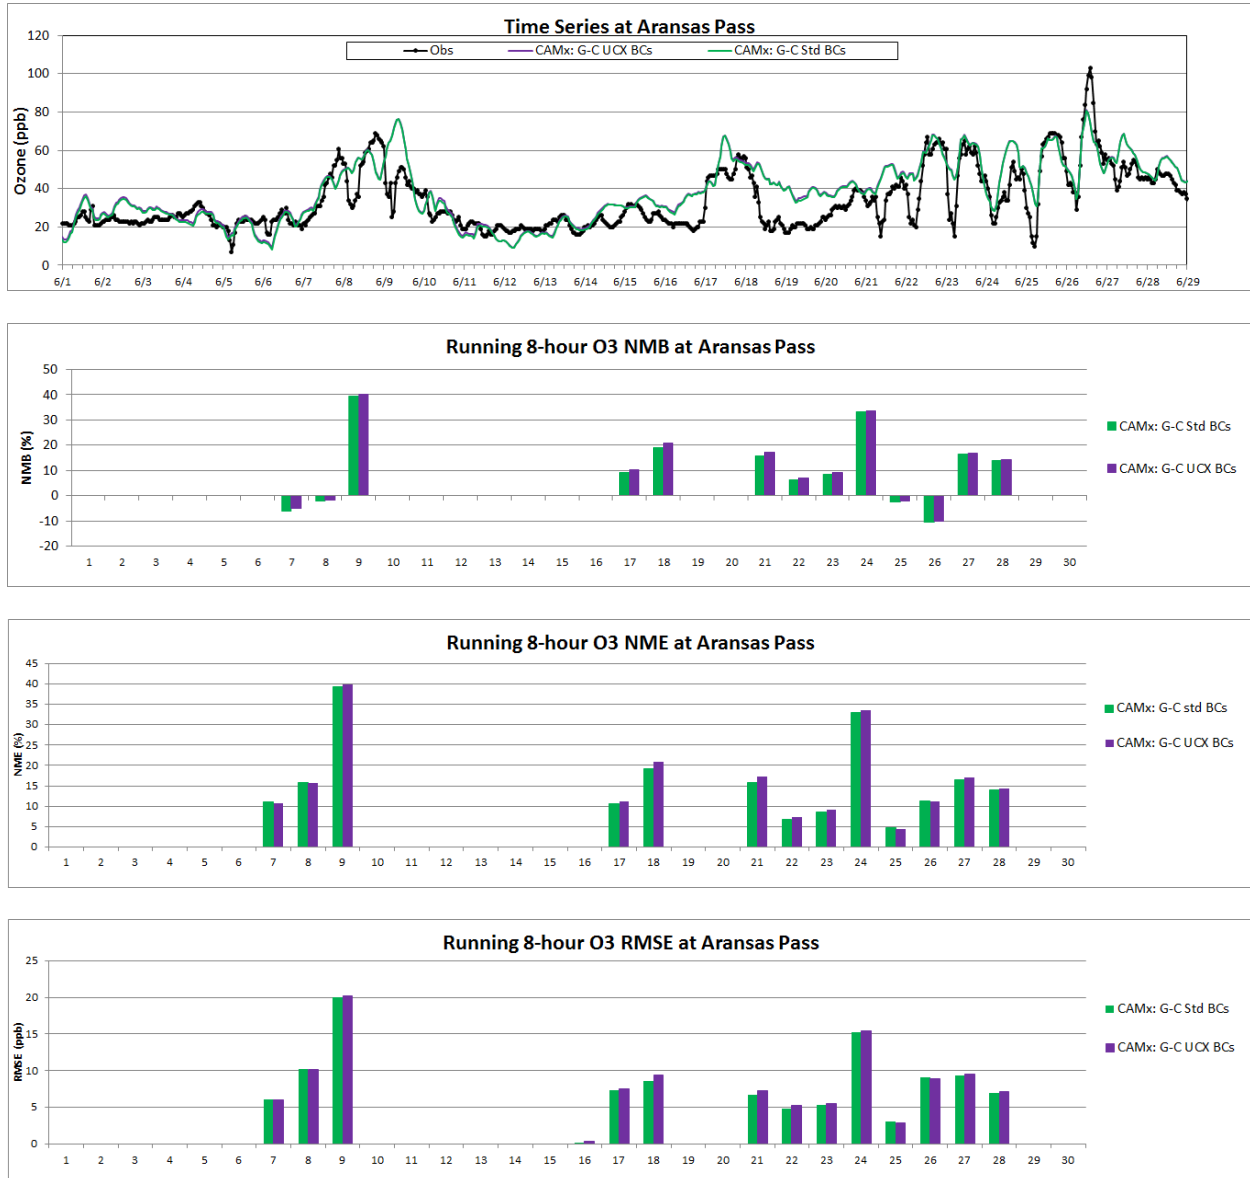 Time Series at Aransas Pass
Obs CAMx: G-C UCX BCs CAMx: G-C Std BCs
Ozone (ppb)
120
100
80
60
40
20
0
6/1 6/2 6/3 6/4 6/5 6/6 6/7 6/8 6/9 6/10 6/11 6/12 6/13 6/14 6/15 6/16 6/17 6/18 6/19 6/20 6/21 6/22 6/23 6/24 6/25 6/26 6/27 6/28 6/29
Running 8-hour O3 NMB at Aransas Pass
NMB (%)
50
40
30
20
10
0
-10
-20
1 2 3 4 5 6 7 8 9 10 11 12 13 14 15 16 17 18 19 20 21 22 23 24 25 26 27 28 29 30
CAMx: G-C Std BCs
CAMx: G-C UCX BCs
Running 8-hour O3 NME at Aransas Pass
NME (%)
45
40
35
30
25
20
15
10
5
0
1 2 3 4 5 6 7 8 9 10 11 12 13 14 15 16 17 18 19 20 21 22 23 24 25 26 27 28 29 30
CAMx: G-C std BCs
CAMx: G-C UCX BCs
Running 8-hour O3 RMSE at Aransas Pass
RMSE (ppb)
25
20
15
10
5
0
1 2 3 4 5 6 7 8 9 10 11 12 13 14 15 16 17 18 19 20 21 22 23 24 25 26 27 28 29 30
CAMx: G-C Std BCs
CAMx: G-C UCX BCs